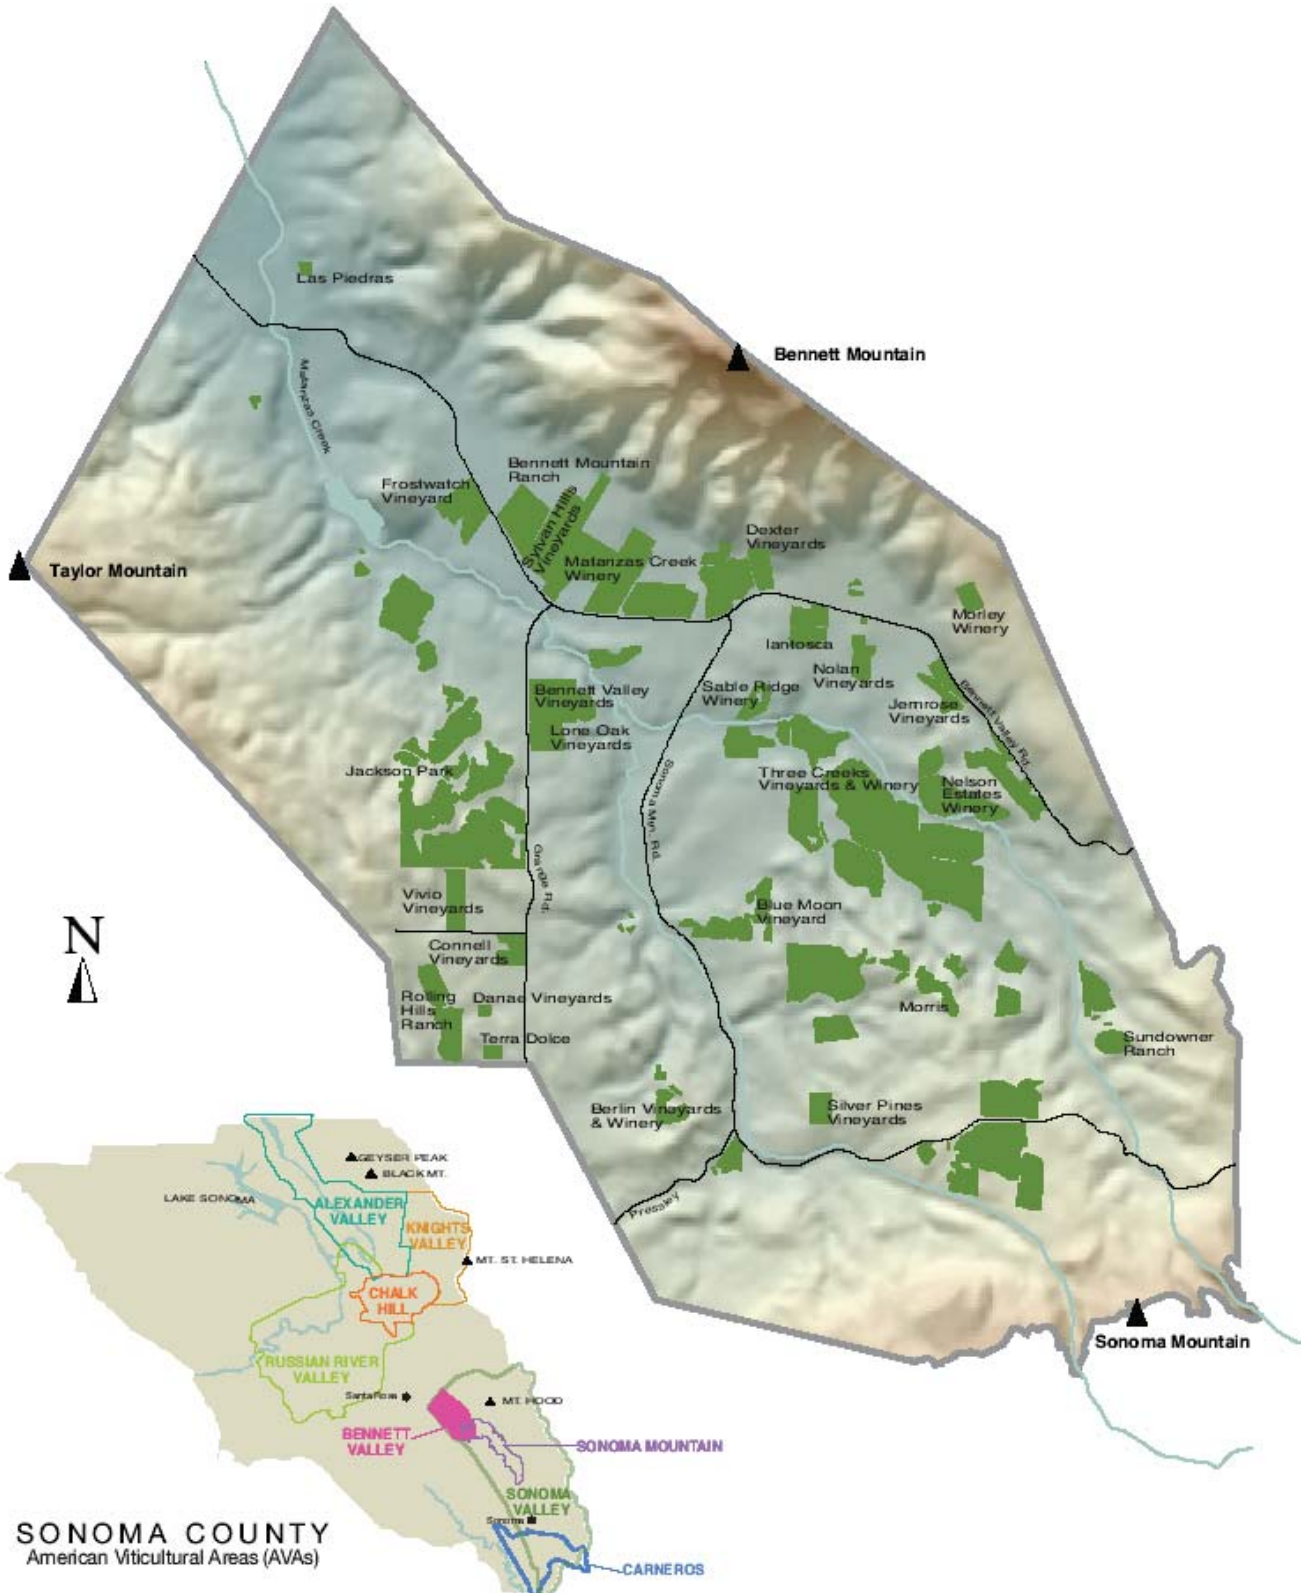 Las Piedras
Bennett Mountain
Matanzas Creek
Bennett Mountain
Ranch
Frostwatch
Vineyard
Sylvan Hills
Vineyards
Dexter
Vineyards
Matanzas Creek
Winery
Taylor Mountain
Morley
Winery
Iantosca
Nolan
Vineyards
Bennett Valley
Vineyards
Sable Ridge
Winery
Jemrose
Vineyards
Bennett Valley Rd.
Lone Oak
Vineyards
Jackson Park
Sonoma Mtn. Rd.
Three Creeks
Vineyards & Winery
Nelson
Estates
Winery
Grange Rd.
Vivio
Vineyards
Blue Moon
Vineyard
N
Connell
Vineyards
Rolling
Hills
Ranch
Danae Vineyards
Morris
Terra Dolce
Sundowner
Ranch
Berlin Vineyards
& Winery
Silver Pines
Vineyards
Pressley
Sonoma Mountain
GEYSER PEAK
BLACK MT.
LAKE SONOMA
ALEXANDER
VALLEY
KNIGHTS
VALLEY
MT. ST. HELENA
CHALK
HILL
RUSSIAN RIVER
VALLEY
Santa Rosa
MT. HOOD
BENNETT
VALLEY
SONOMA MOUNTAIN
SONOMA
VALLEY
Sonoma
CARNEROS
SONOMA COUNTY
American Viticultural Areas (AVAs)